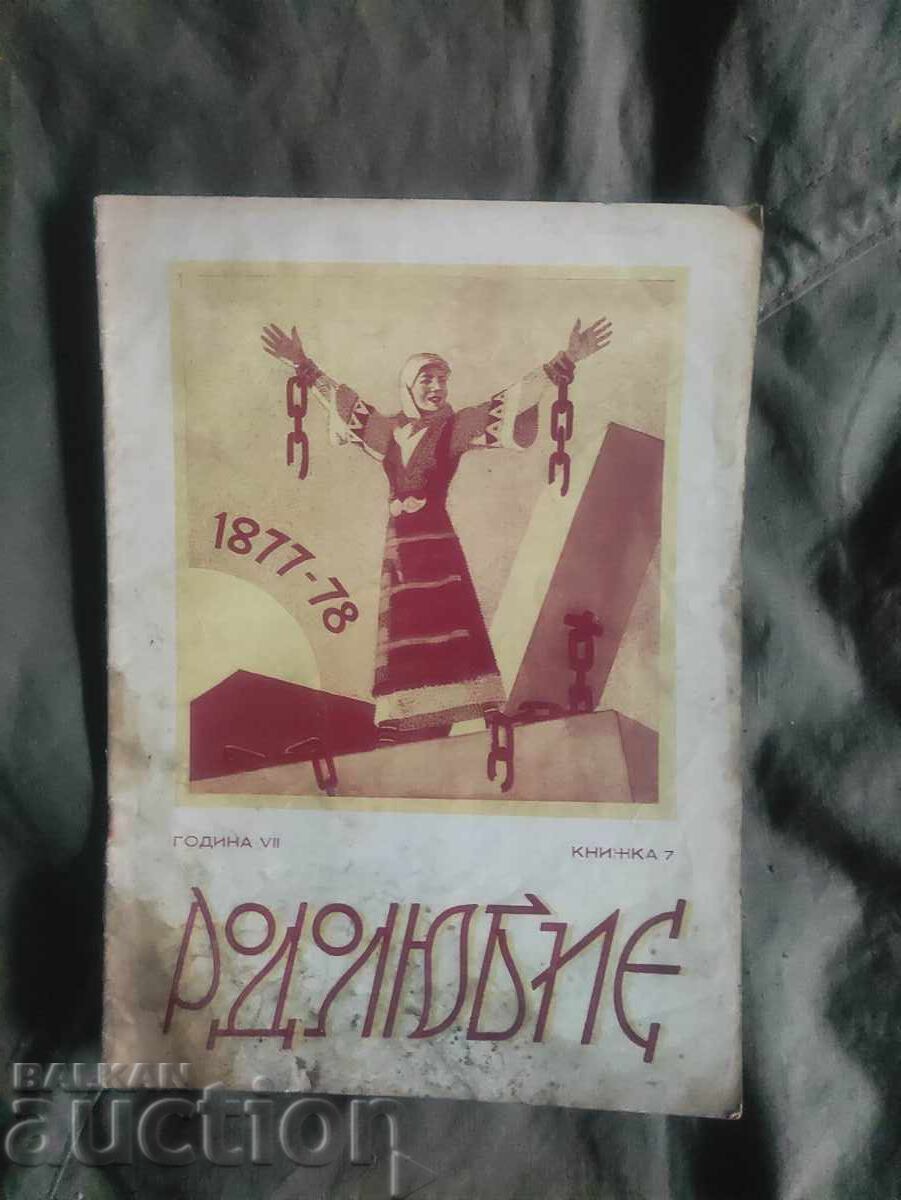 1877-78
ГОДИНА VII
КНИЖКА 7
РОДОЛЮБИЕ
BALKAN
auction